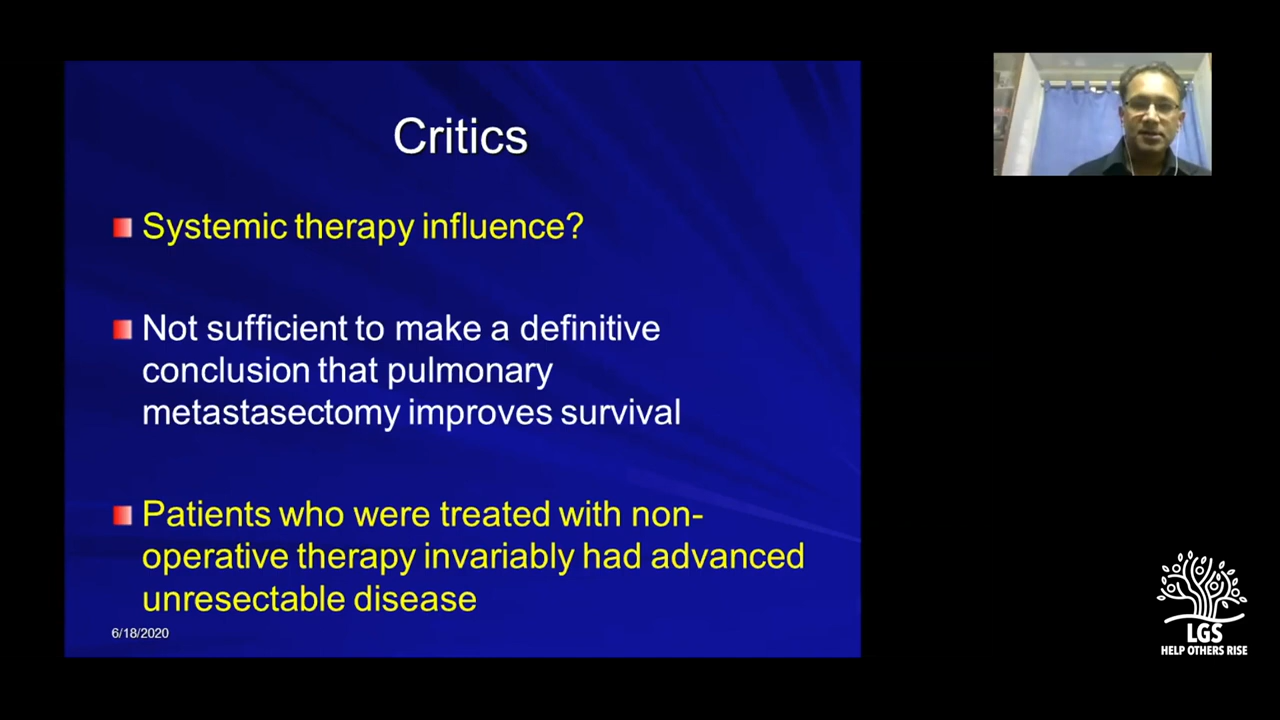 Critics
Systemic therapy influence?
Not sufficient to make a definitive
conclusion that pulmonary
metastasectomy improves survival
Patients who were treated with non-
operative therapy invariably had advanced
unresectable disease
6/18/2020
LGS
HELP OTHERS RISE